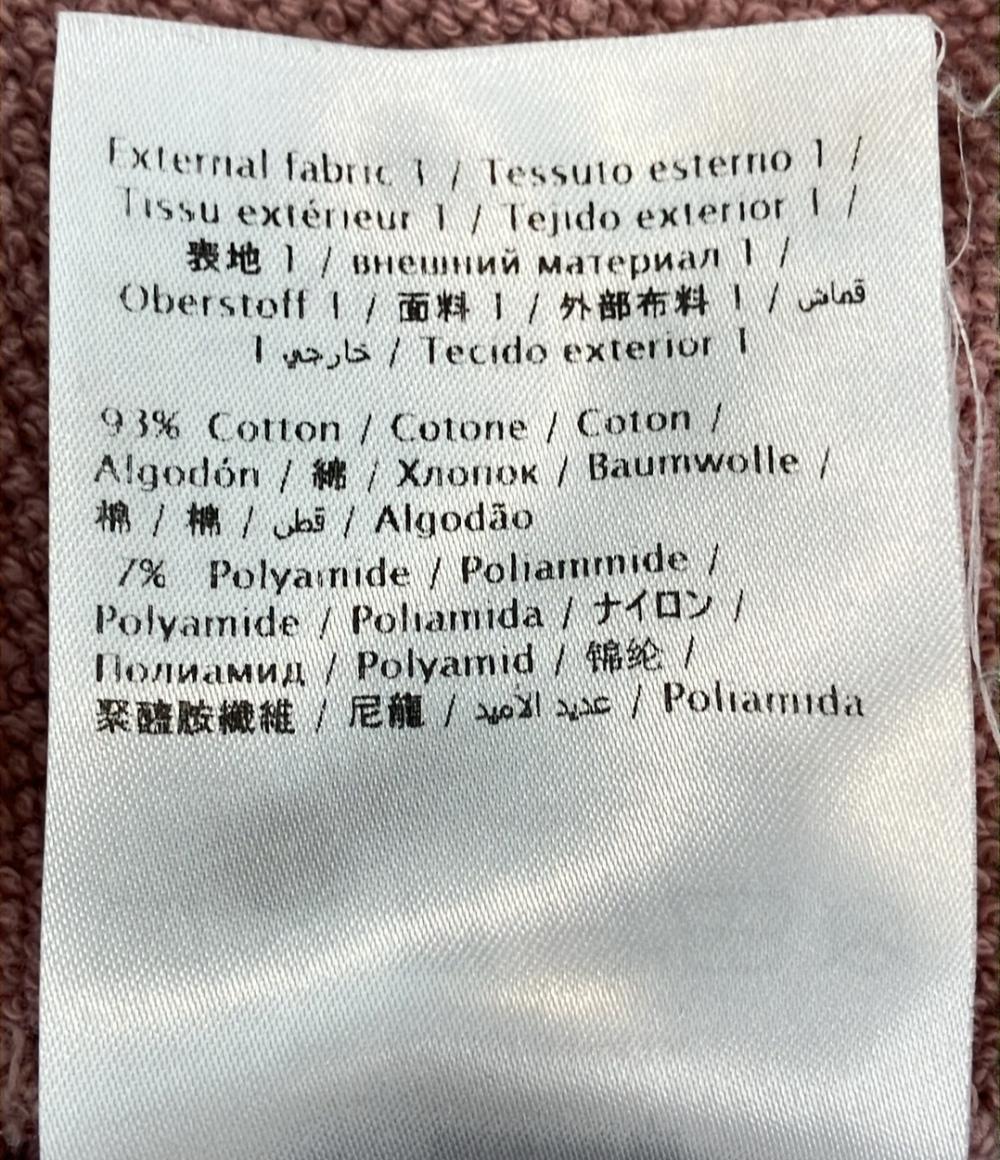 External fabric 1 / Tessuto esterno 1 /
Tissu extérieur 1 / Tejido exterior 1 /
表地 1 / внешний материал 1 /
Oberstoff 1 / 面料 1 / 外部布料 1 / قماش
خارجي 1 / Tecido exterior 1
93% Cotton / Cotone / Coton /
Algodón / 綿 / Хлопок / Baumwolle /
棉 / 棉 / قطن / Algodão
7% Polyamide / Poliammide /
Polyamide / Poliamida / ナイロン /
Полиамид / Polyamid / 锦纶 /
聚醯胺纖維 / 尼龍 / عديد الاميد / Poliamida